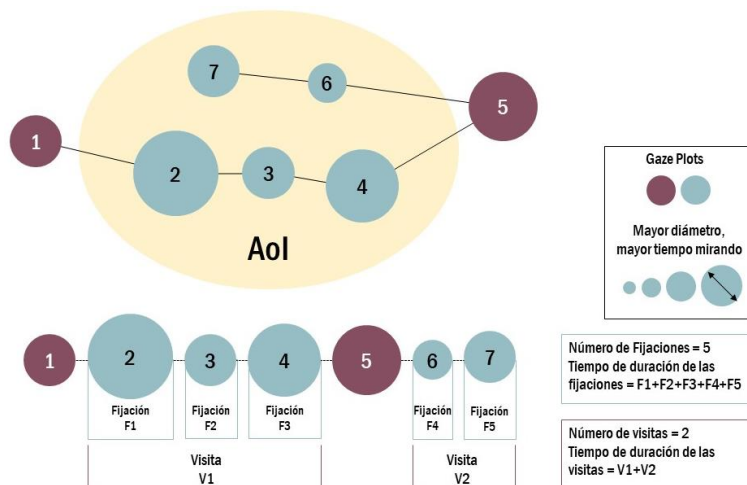 7
6
5
1
2
3
4
AoI
Gaze Plots
Mayor diámetro,
mayor tiempo mirando
1
2
3
4
5
6
7
Fijación
F1
Fijación
F2
Fijación
F3
Fijación
F4
Fijación
F5
Visita
V1
Visita
V2
Número de Fijaciones = 5
Tiempo de duración de las
fijaciones = F1+F2+F3+F4+F5
Número de visitas = 2
Tiempo de duración de las
visitas = V1+V2